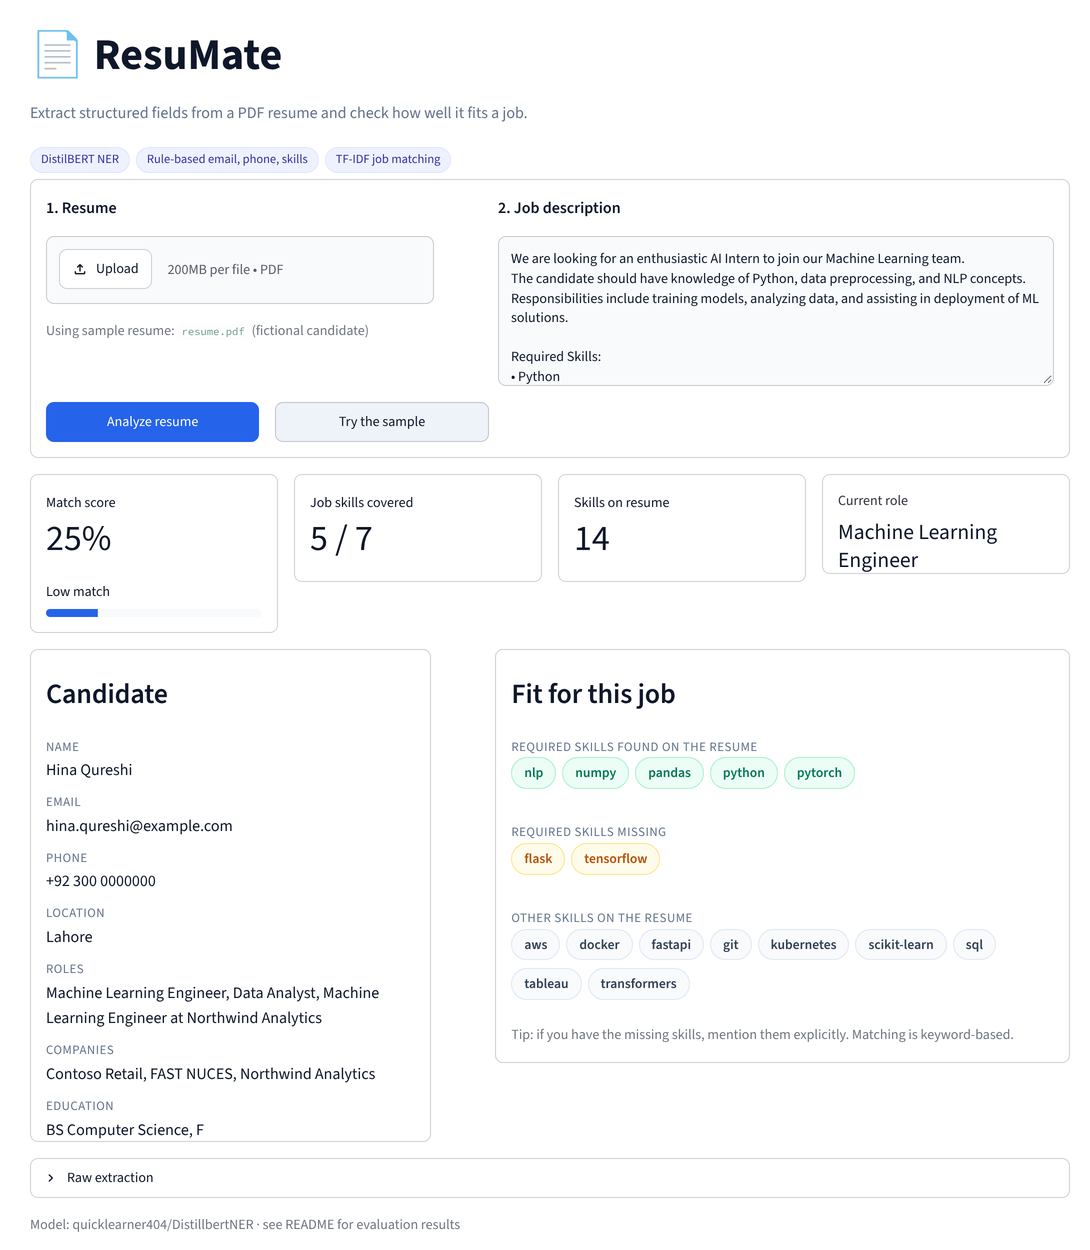 ResuMate
Extract structured fields from a PDF resume and check how well it fits a job.
DistilBERT NER
Rule-based email, phone, skills
TF-IDF job matching
1. Resume
Upload
200MB per file • PDF
Using sample resume: resume.pdf (fictional candidate)
2. Job description
We are looking for an enthusiastic AI Intern to join our Machine Learning team.
The candidate should have knowledge of Python, data preprocessing, and NLP concepts.
Responsibilities include training models, analyzing data, and assisting in deployment of ML
solutions.
Required Skills:
• Python
Analyze resume
Try the sample
Match score
25%
Low match
Job skills covered
5 / 7
Skills on resume
14
Current role
Machine Learning
Engineer
Candidate
NAME
Hina Qureshi
EMAIL
hina.qureshi@example.com
PHONE
+92 300 0000000
LOCATION
Lahore
ROLES
Machine Learning Engineer, Data Analyst, Machine
Learning Engineer at Northwind Analytics
COMPANIES
Contoso Retail, FAST NUCES, Northwind Analytics
EDUCATION
BS Computer Science, F
Fit for this job
REQUIRED SKILLS FOUND ON THE RESUME
nlp numpy pandas python pytorch
REQUIRED SKILLS MISSING
flask tensorflow
OTHER SKILLS ON THE RESUME
aws docker fastapi git kubernetes scikit-learn sql
tableau transformers
Tip: if you have the missing skills, mention them explicitly. Matching is keyword-based.
Raw extraction
Model: quicklearner404/DistillbertNER · see README for evaluation results